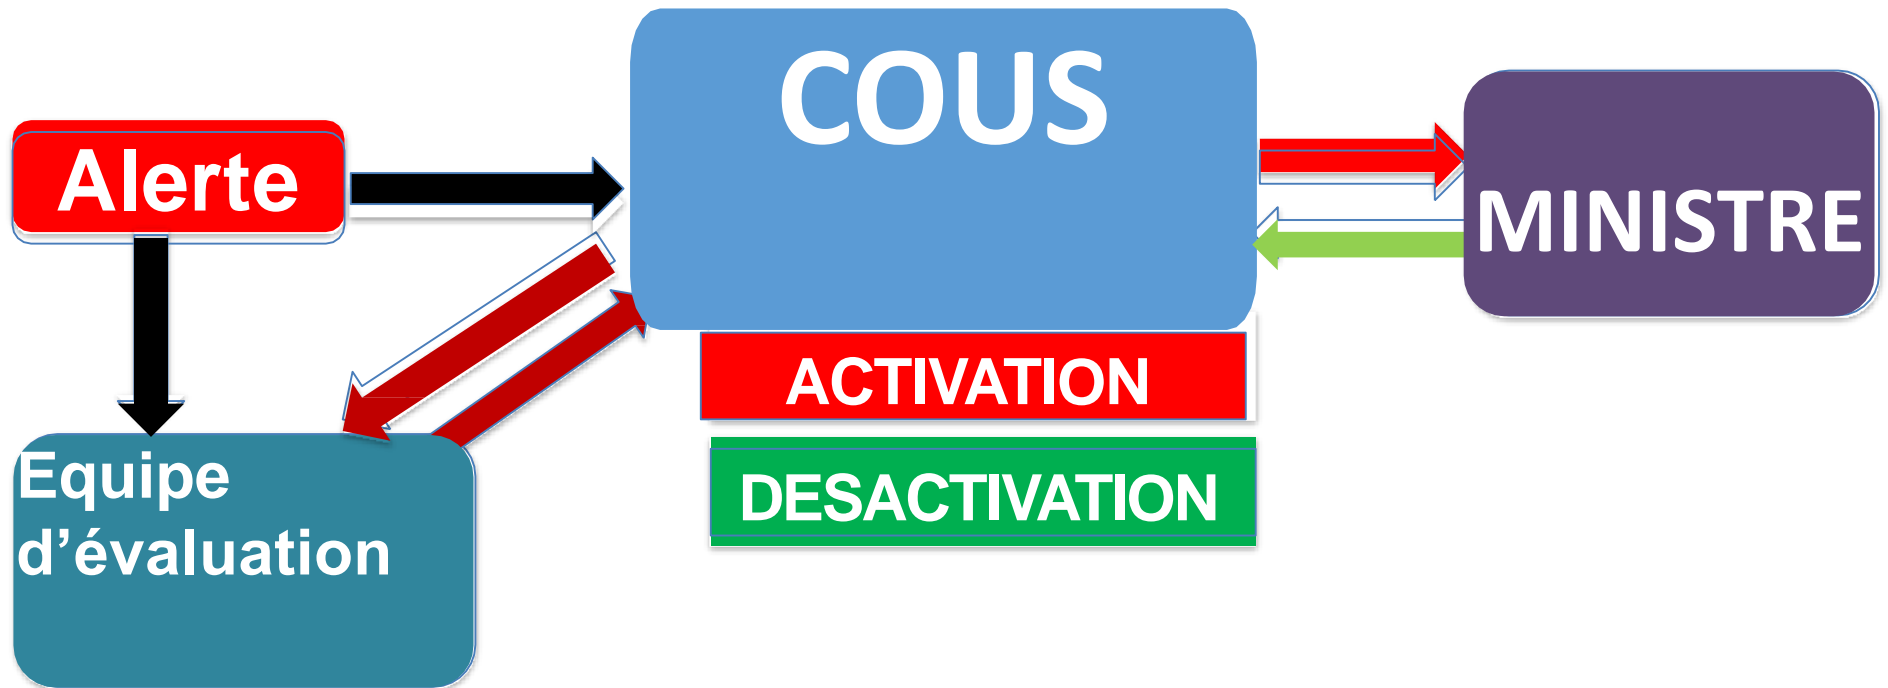 COUS
Alerte
MINISTRE
ACTIVATION
DESACTIVATION
Equipe
d’évaluation